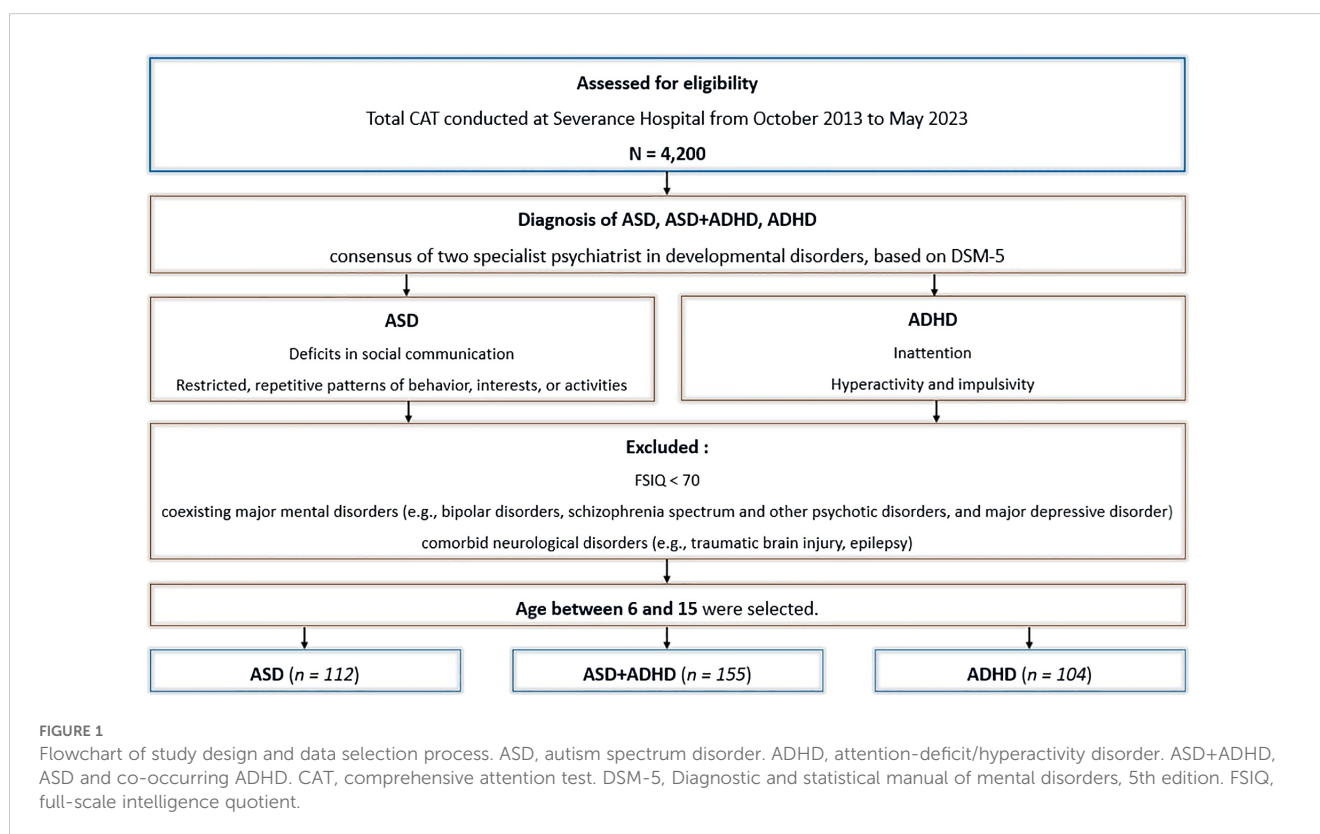 Assessed for eligibility
Total CAT conducted at Severance Hospital from October 2013 to May 2023
N = 4,200
Diagnosis of ASD, ASD+ADHD, ADHD
consensus of two specialist psychiatrist in developmental disorders, based on DSM-5
ASD
Deficits in social communication
Restricted, repetitive patterns of behavior, interests, or activities
ADHD
Inattention
Hyperactivity and impulsivity
Excluded :
FSIQ < 70
coexisting major mental disorders (e.g., bipolar disorders, schizophrenia spectrum and other psychotic disorders, and major depressive disorder)
comorbid neurological disorders (e.g., traumatic brain injury, epilepsy)
Age between 6 and 15 were selected.
ASD (n = 112)
ASD+ADHD (n = 155)
ADHD (n = 104)
FIGURE 1
Flowchart of study design and data selection process. ASD, autism spectrum disorder. ADHD, attention-deficit/hyperactivity disorder. ASD+ADHD,
ASD and co-occurring ADHD. CAT, comprehensive attention test. DSM-5, Diagnostic and statistical manual of mental disorders, 5th edition. FSIQ,
full-scale intelligence quotient.